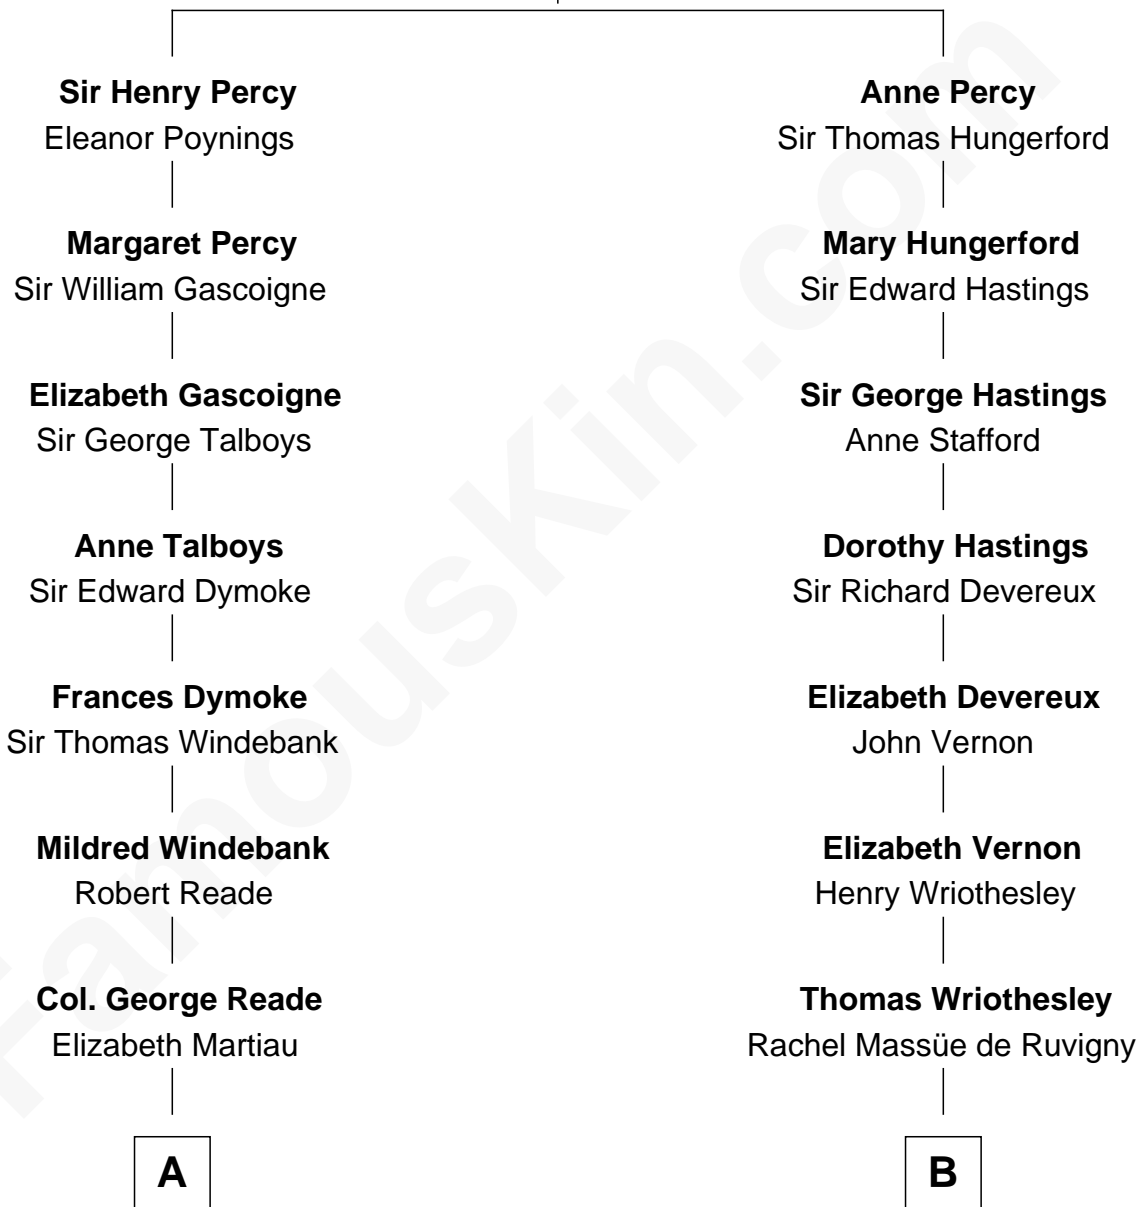 Sir Henry Percy
Eleanor Poynings
Margaret Percy
Sir William Gascoigne
Elizabeth Gascoigne
Sir George Talboys
Anne Talboys
Sir Edward Dymoke
Frances Dymoke
Sir Thomas Windebank
Mildred Windebank
Robert Reade
Col. George Reade
Elizabeth Martiau
A
Anne Percy
Sir Thomas Hungerford
Mary Hungerford
Sir Edward Hastings
Sir George Hastings
Anne Stafford
Dorothy Hastings
Sir Richard Devereux
Elizabeth Devereux
John Vernon
Elizabeth Vernon
Henry Wriothesley
Thomas Wriothesley
Rachel Massüe de Ruvigny
B
FamousKin.com